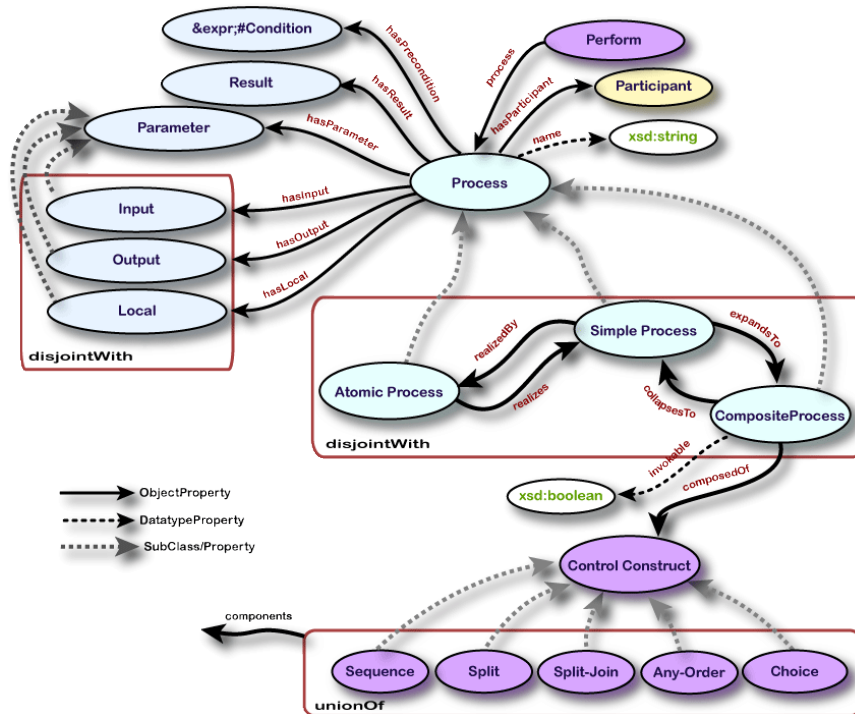 &expr;#Condition
Perform
hasPrecondition
process
Result
hasResult
hasParticipant
Participant
Parameter
hasParameter
name
xsd:string
Process
hasInput
Input
hasOutput
Output
hasLocal
Local
disjointWith
realizedBy
Simple Process
expandsTo
Atomic Process
realizes
collapsesTo
CompositeProcess
disjointWith
invokable
composedOf
xsd:boolean
ObjectProperty
DatatypeProperty
SubClass/Property
Control Construct
components
Sequence
Split
Split-Join
Any-Order
Choice
unionOf